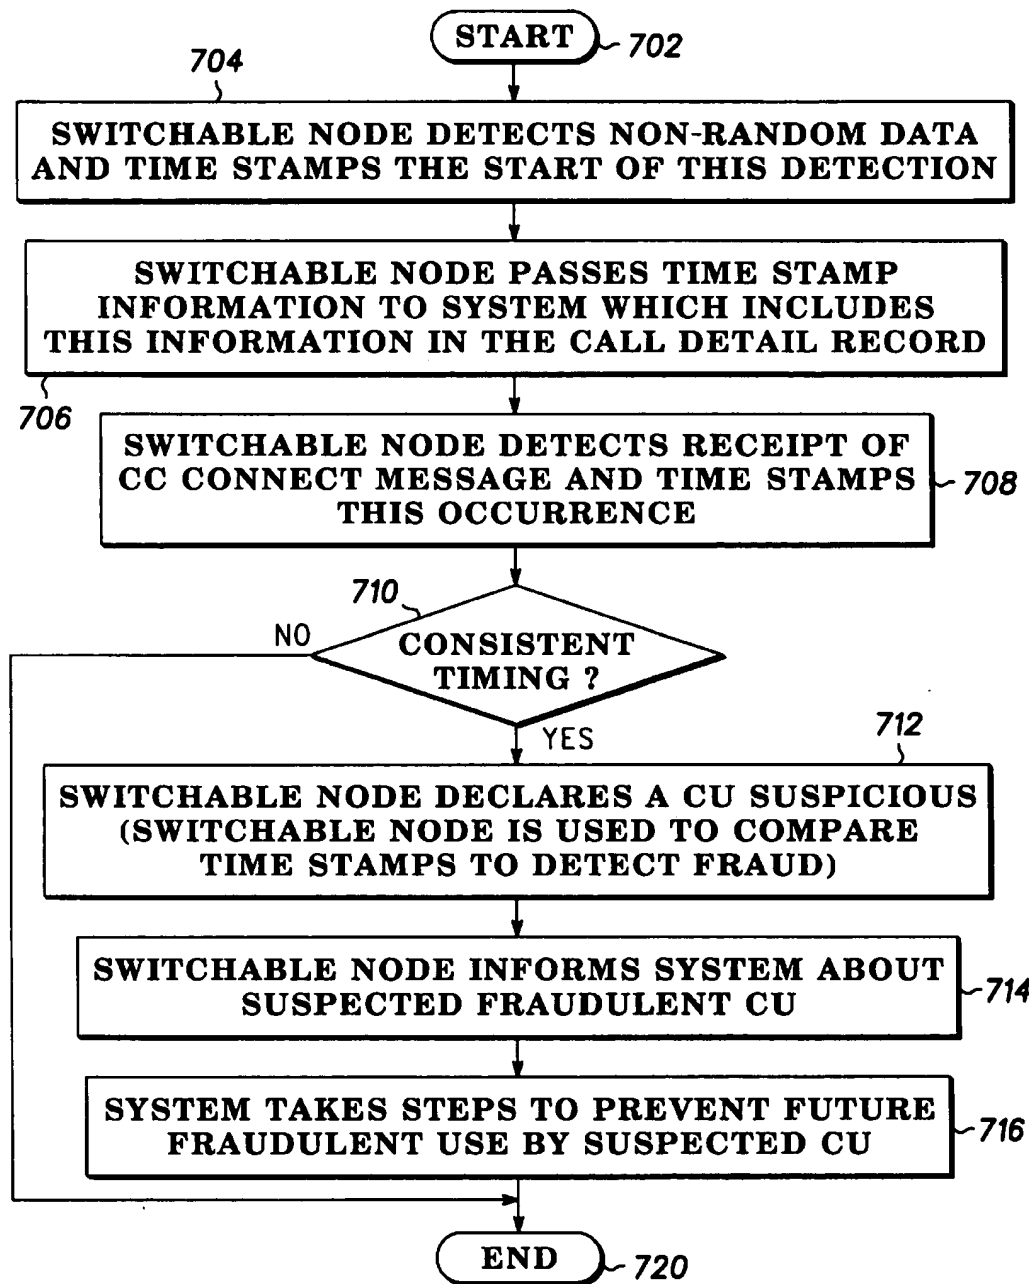 START
702
704
SWITCHABLE NODE DETECTS NON-RANDOM DATA
AND TIME STAMPS THE START OF THIS DETECTION
SWITCHABLE NODE PASSES TIME STAMP
INFORMATION TO SYSTEM WHICH INCLUDES
THIS INFORMATION IN THE CALL DETAIL RECORD
706
SWITCHABLE NODE DETECTS RECEIPT OF
CC CONNECT MESSAGE AND TIME STAMPS
THIS OCCURRENCE
708
710
NO
CONSISTENT
TIMING ?
YES
712
SWITCHABLE NODE DECLARES A CU SUSPICIOUS
(SWITCHABLE NODE IS USED TO COMPARE
TIME STAMPS TO DETECT FRAUD)
SWITCHABLE NODE INFORMS SYSTEM ABOUT
SUSPECTED FRAUDULENT CU
714
SYSTEM TAKES STEPS TO PREVENT FUTURE
FRAUDULENT USE BY SUSPECTED CU
716
END
720